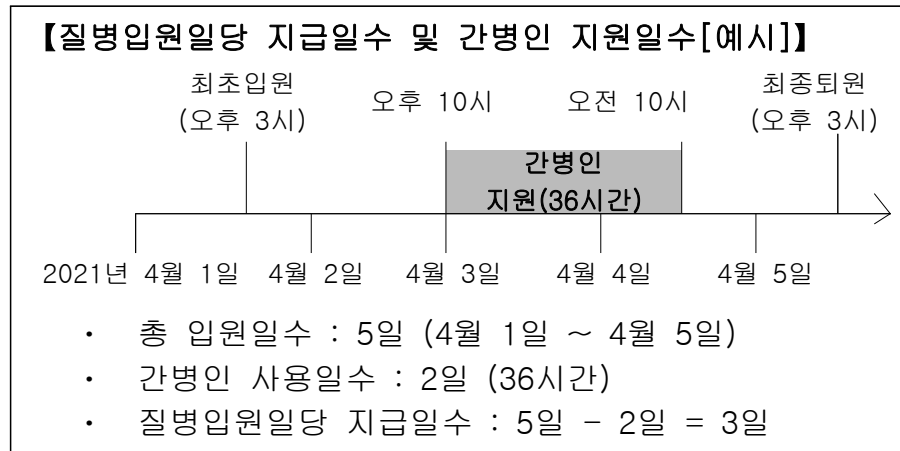 【질병입원일당 지급일수 및 간병인 지원일수[예시]】
최초입원 오후 10시 오전 10시 최종퇴원
(오후 3시) (오후 3시)
간병인
지원(36시간)
2021년 4월 1일 4월 2일 4월 3일 4월 4일 4월 5일
· 총 입원일수 : 5일 (4월 1일 ~ 4월 5일)
· 간병인 사용일수 : 2일 (36시간)
· 질병입원일당 지급일수 : 5일 - 2일 = 3일